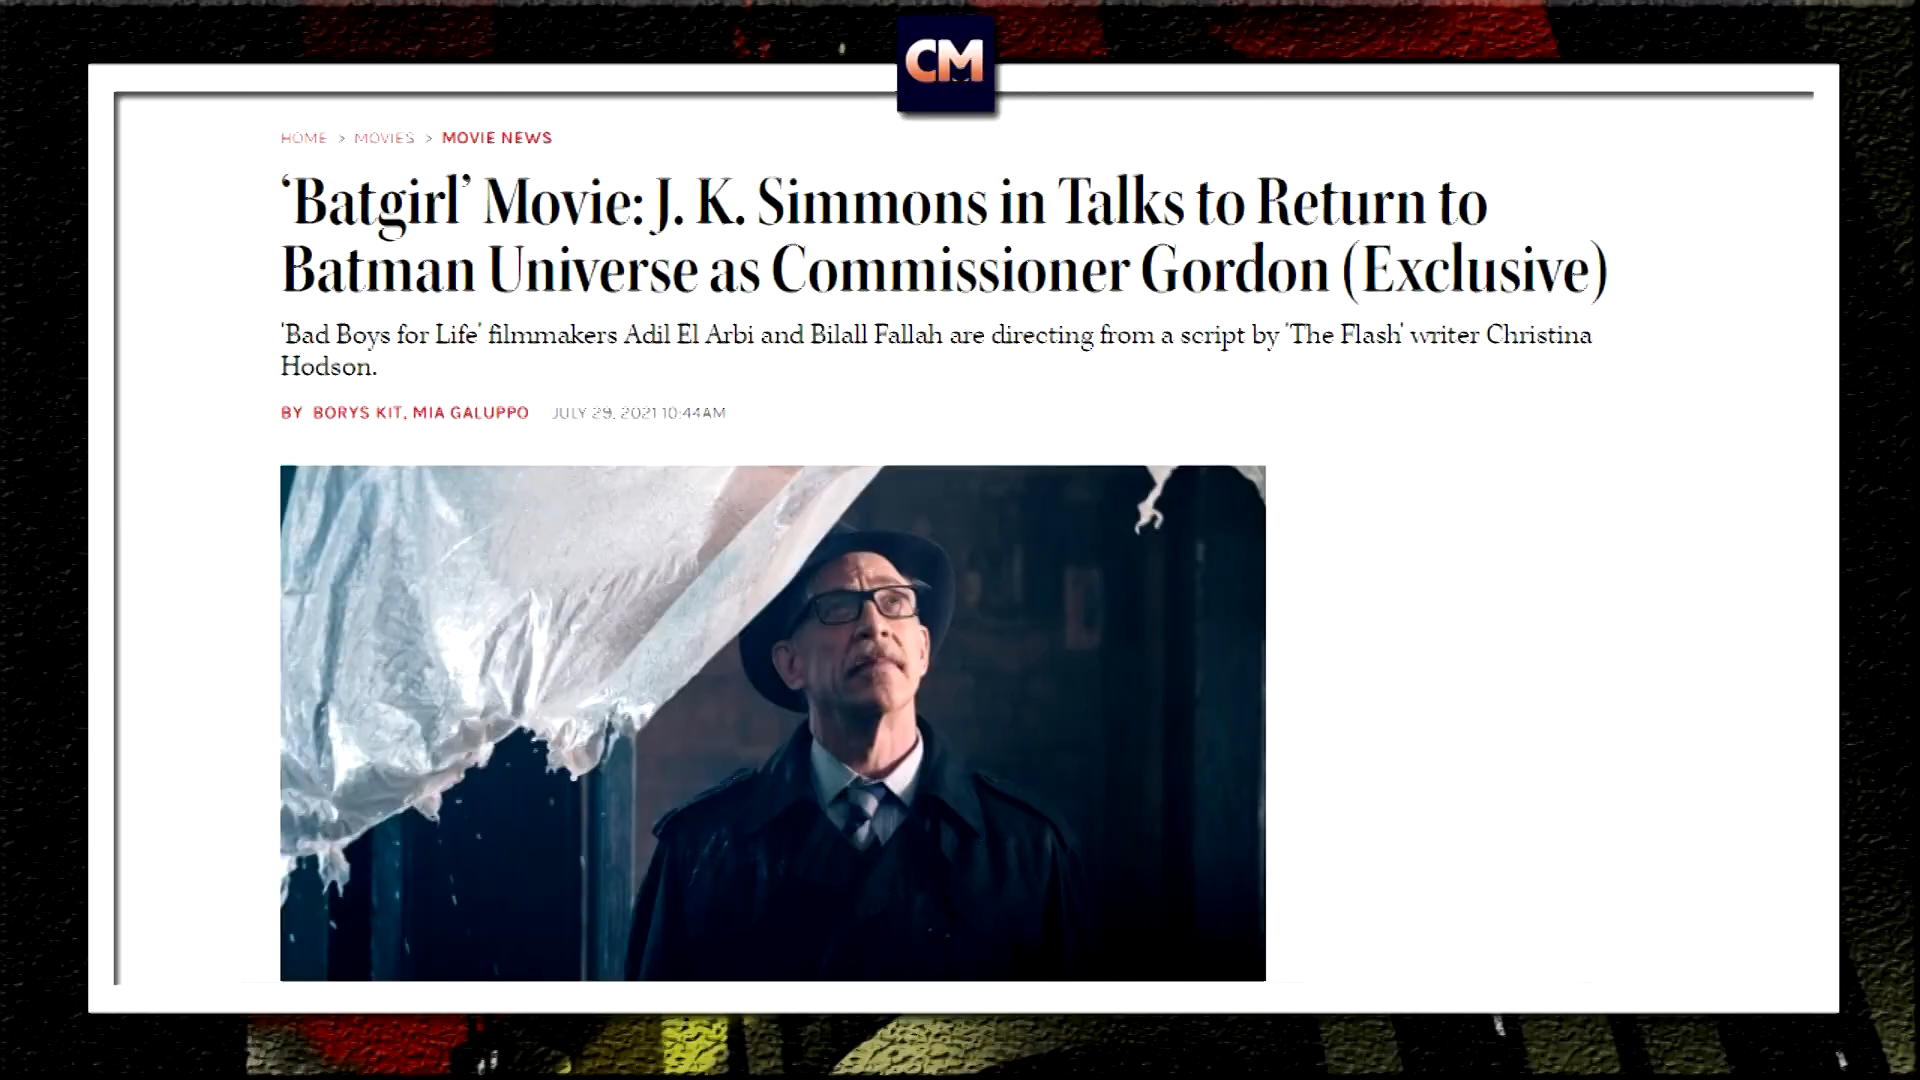 CM
HOME > MOVIES > MOVIE NEWS
‘Batgirl’ Movie: J. K. Simmons in Talks to Return to
Batman Universe as Commissioner Gordon (Exclusive)
'Bad Boys for Life' filmmakers Adil El Arbi and Bilall Fallah are directing from a script by 'The Flash' writer Christina
Hodson.
BY BORYS KIT, MIA GALUPPO JULY 29, 2021 10:44AM